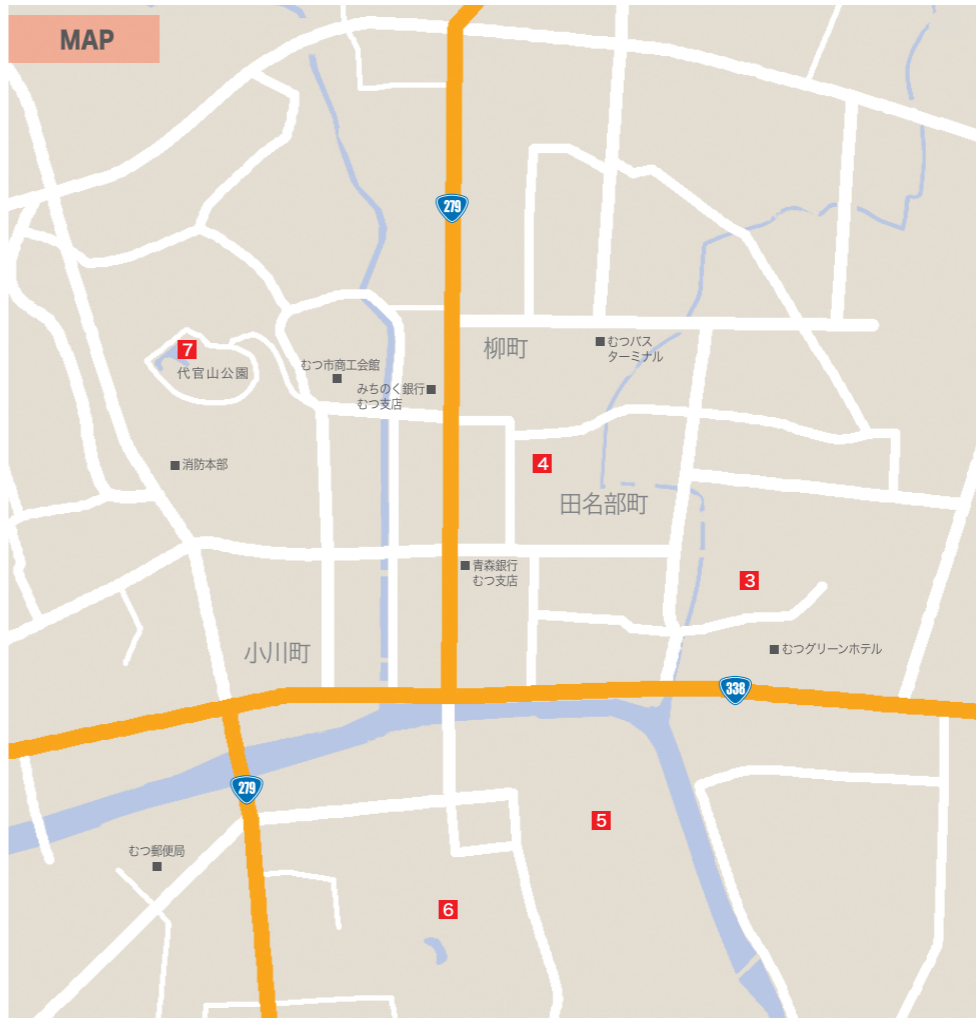 MAP
279
7
代官山公園
むつ市商工会館
みちのく銀行
むつ支店
柳町
むつバス
ターミナル
消防本部
4
田名部町
青森銀行
むつ支店
3
小川町
むつグリーンホテル
338
279
5
むつ郵便局
6